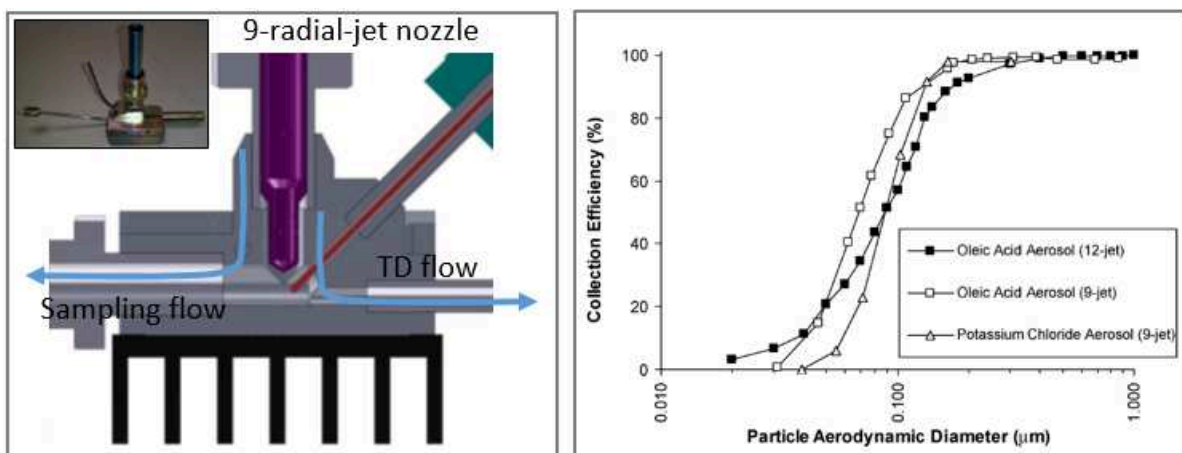 9-radial-jet nozzle
TD flow
Sampling flow
100
80
60
40
20
0
Collection Efficiency (%)
Oleic Acid Aerosol (12-jet)
Oleic Acid Aerosol (9-jet)
Potassium Chloride Aerosol (9-jet)
0.010
0.100
1.000
Particle Aerodynamic Diameter (μm)